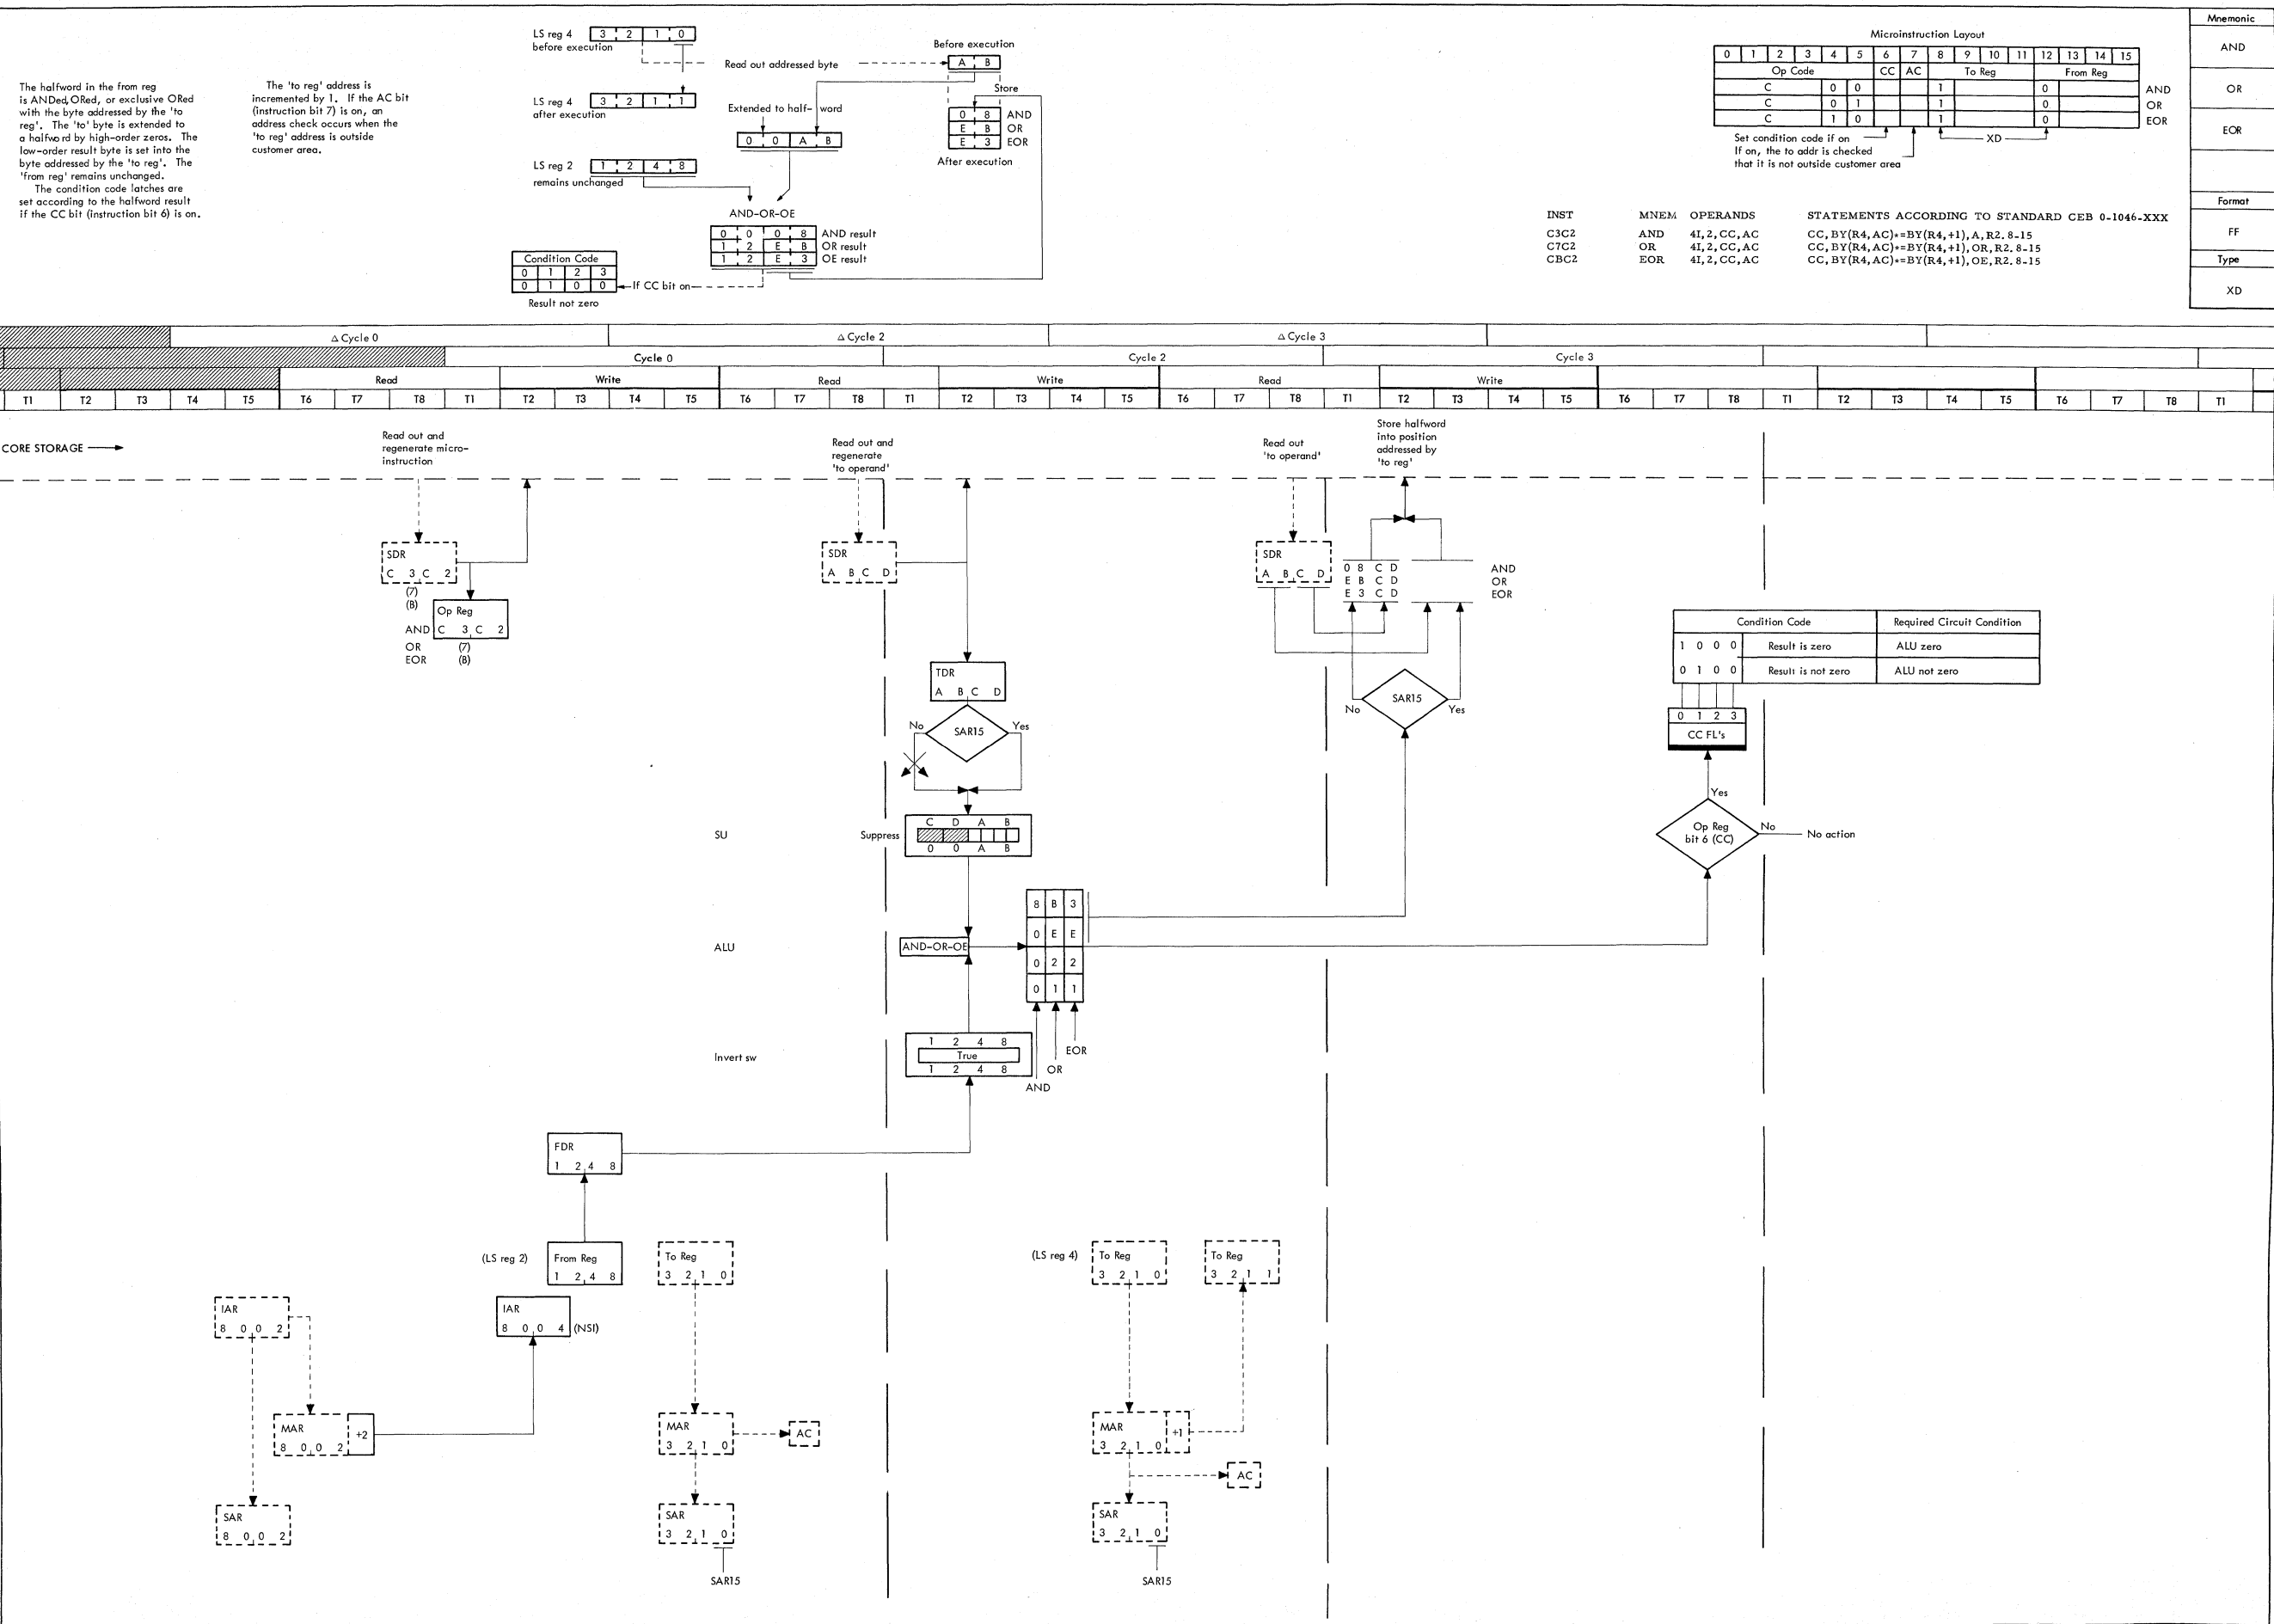 The halfword in the from reg
is ANDed,ORed, or exclusive ORed
with the byte addressed by the 'to
reg'. The 'to' byte is extended to
a halfword by high-order zeros. The
low-order result byte is set into the
byte addressed by the 'to reg'. The
'from reg' remains unchanged.
The condition code latches are
set according to the halfword result
if the CC bit (instruction bit 6) is on.
The 'to reg' address is
incremented by 1. If the AC bit
(instruction bit 7) is on, an
address check occurs when the
'to reg' address is outside
customer area.
LS reg 4 3 2 1 0
before execution
Read out addressed byte
Before execution
A B
Store
LS reg 4 3 2 1 1
after execution
Extended to half-word
0 0 A B
0 8 AND
E B OR
E 3 EOR
After execution
LS reg 2 1 2 4 8
remains unchanged
AND-OR-OE
0 0 0 8 AND result
1 2 E B OR result
1 2 E 3 OE result
Condition Code
0 1 2 3
0 1 0 0
If CC bit on
Result not zero
Microinstruction Layout
0 1 2 3 4 5 6 7 8 9 10 11 12 13 14 15
Op Code CC AC To Reg From Reg
C 0 0 1 0 AND
C 0 1 1 0 OR
C 1 0 1 0 EOR
Set condition code if on
XD
If on, the to addr is checked
that it is not outside customer area
INST MNEM OPERANDS STATEMENTS ACCORDING TO STANDARD CEB 0-1046-XXX
C3C2 AND 4I,2,CC,AC CC,BY(R4,AC)*=BY(R4,+1),A,R2.8-15
C7C2 OR 4I,2,CC,AC CC,BY(R4,AC)*=BY(R4,+1),OR,R2.8-15
CBC2 EOR 4I,2,CC,AC CC,BY(R4,AC)*=BY(R4,+1),OE,R2.8-15
Mnemonic
AND
OR
EOR
Format
FF
Type
XD
Δ Cycle 0 Δ Cycle 2 Δ Cycle 3
Cycle 0 Cycle 2 Cycle 3
Read Write Read Write Read Write
T1 T2 T3 T4 T5 T6 T7 T8 T1 T2 T3 T4 T5 T6 T7 T8 T1 T2 T3 T4 T5 T6 T7 T8 T1 T2 T3 T4 T5 T6 T7 T8 T1 T2 T3 T4 T5 T6 T7 T8 T1
CORE STORAGE
Read out and
regenerate micro-
instruction
Read out and
regenerate
'to operand'
Read out
'to operand'
Store halfword
into position
addressed by
'to reg'
SDR
C 3 C 2
(7)
(B)
Op Reg
AND C 3 C 2
OR (7)
EOR (B)
SDR
A B C D
SDR
A B C D
0 8 C D
E B C D
E 3 C D
AND
OR
EOR
TDR
A B C D
No SAR15 Yes
No SAR15 Yes
Condition Code Required Circuit Condition
1 0 0 0 Result is zero ALU zero
0 1 0 0 Result is not zero ALU not zero
0 1 2 3
CC FL's
Yes
Op Reg
bit 6 (CC)
No
No action
SU
Suppress
C D A B
0 0 A B
ALU
AND-OR-OE
8 B 3
0 E E
0 2 2
0 1 1
AND
OR
EOR
Invert sw
1 2 4 8
True
1 2 4 8
FDR
1 2 4 8
(LS reg 2)
From Reg
1 2 4 8
To Reg
3 2 1 0
(LS reg 4)
To Reg
3 2 1 0
To Reg
3 2 1 1
IAR
8 0 0 2
IAR
8 0 0 4 (NSI)
MAR
8 0 0 2
+2
MAR
3 2 1 0
AC
MAR
3 2 1 0
+1
AC
SAR
8 0 0 2
SAR
3 2 1 0
SAR15
SAR
3 2 1 0
SAR15